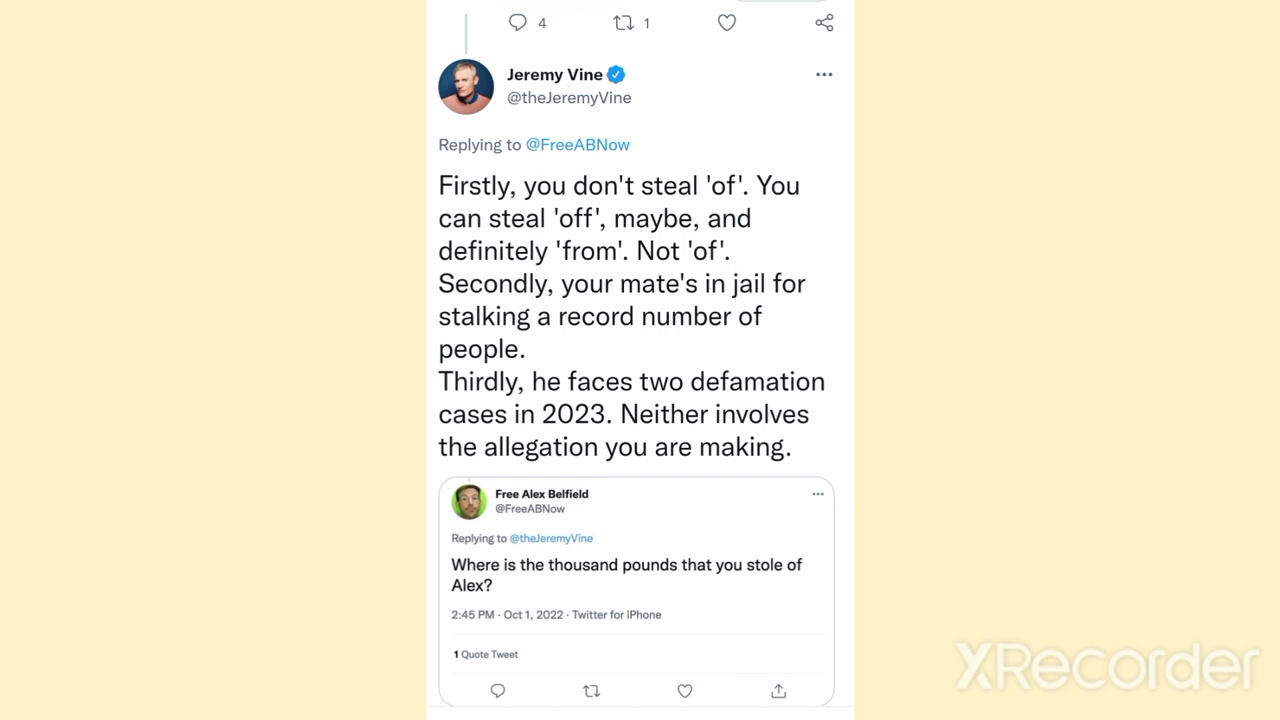 4 1
Jeremy Vine
@theJeremyVine
Replying to @FreeABNow
Firstly, you don't steal 'of'. You
can steal 'off', maybe, and
definitely 'from'. Not 'of'.
Secondly, your mate's in jail for
stalking a record number of
people.
Thirdly, he faces two defamation
cases in 2023. Neither involves
the allegation you are making.
Free Alex Belfield
@FreeABNow
Replying to @theJeremyVine
Where is the thousand pounds that you stole of
Alex?
2:45 PM · Oct 1, 2022 · Twitter for iPhone
1 Quote Tweet
XRecorder